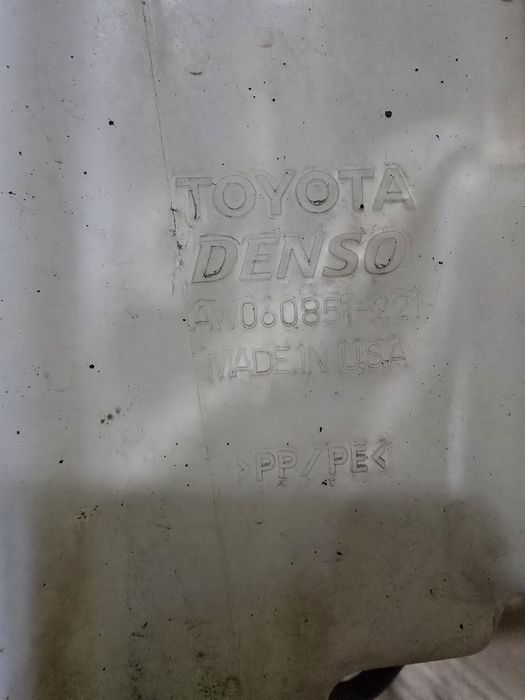 TOYOTA
DENSO
AW060851-221
MADE IN U.S.A
>PP/PE<